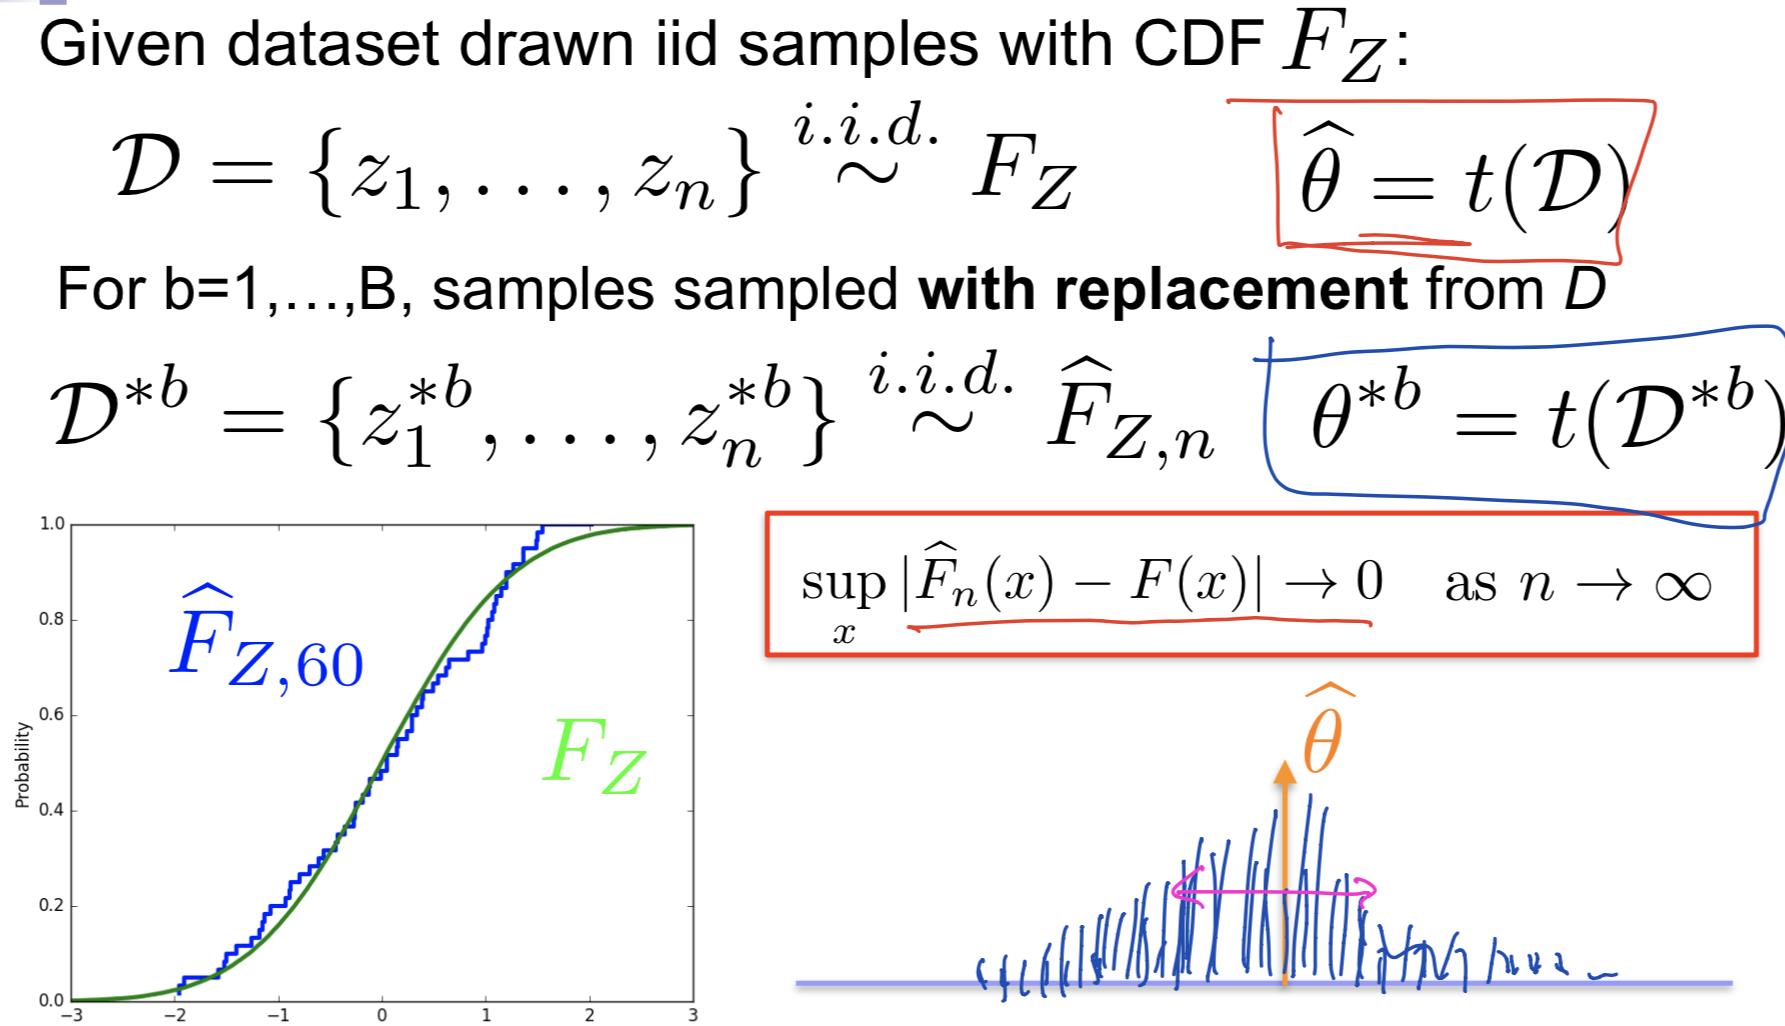 Given dataset drawn iid samples with CDF $F_Z$:
$\mathcal{D} = \{z_1, \ldots, z_n\} \overset{i.i.d.}{\sim} F_Z$
$\widehat{\theta} = t(\mathcal{D})$
For b=1,…,B, samples sampled with replacement from D
$\mathcal{D}^{*b} = \{z_1^{*b}, \ldots, z_n^{*b}\} \overset{i.i.d.}{\sim} \widehat{F}_{Z,n}$
$\theta^{*b} = t(\mathcal{D}^{*b})$
1.0
0.8
0.6
0.4
0.2
0.0
Probability
−3 −2 −1 0 1 2 3
$\widehat{F}_{Z,60}$
$F_Z$
$\sup_x |\widehat{F}_n(x) - F(x)| \to 0$ as $n \to \infty$
$\widehat{\theta}$